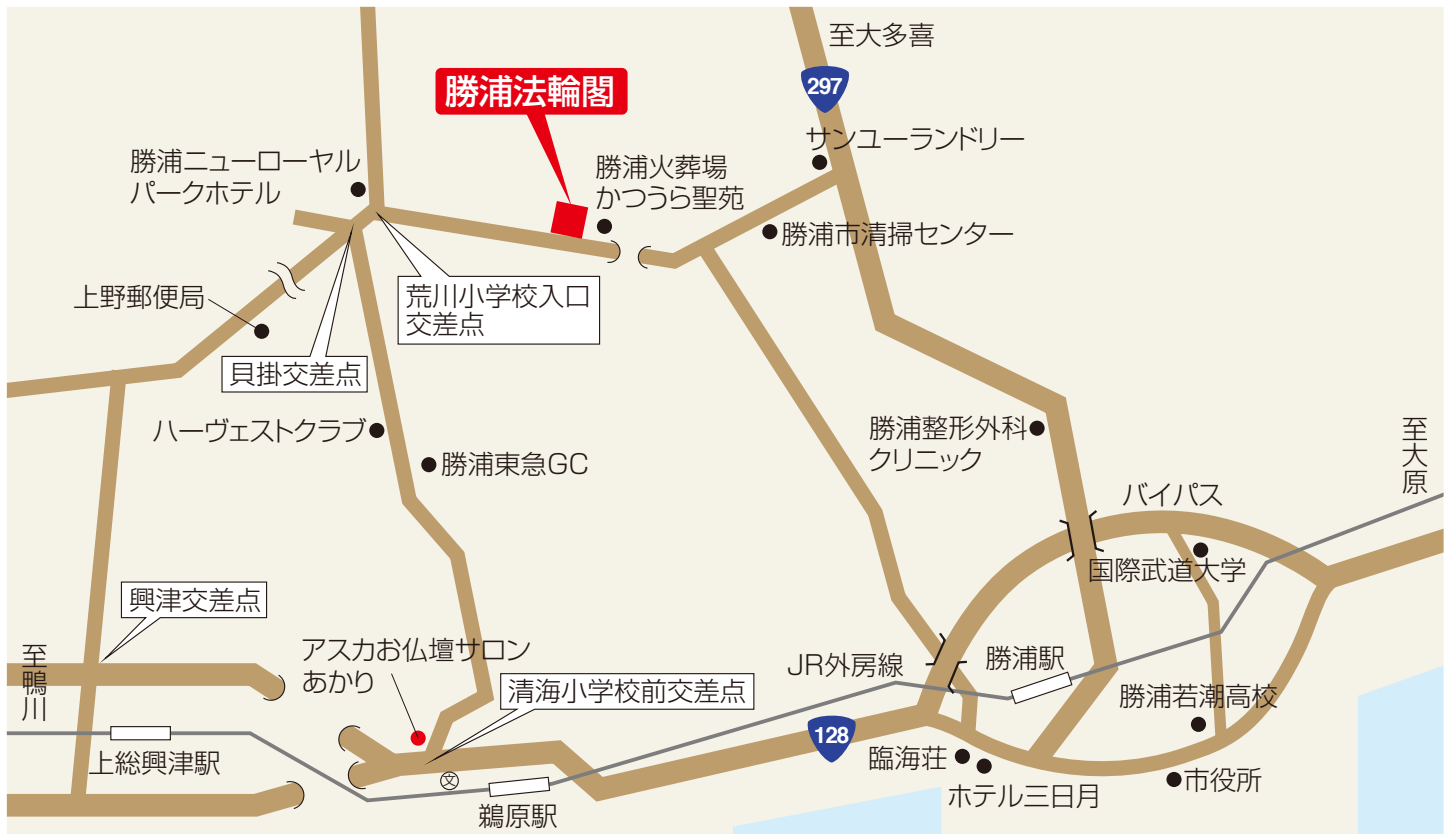 至大多喜
297
勝浦法輪閣
サンユーランドリー
勝浦ニューローヤル
パークホテル
勝浦火葬場
かつうら聖苑
勝浦市清掃センター
上野郵便局
荒川小学校入口
交差点
貝掛交差点
ハーヴェストクラブ
勝浦東急GC
勝浦整形外科
クリニック
至大原
バイパス
国際武道大学
興津交差点
至鴨川
アスカお仏壇サロン
あかり
清海小学校前交差点
JR外房線
勝浦駅
勝浦若潮高校
128
上総興津駅
文
鵜原駅
臨海荘
ホテル三日月
市役所